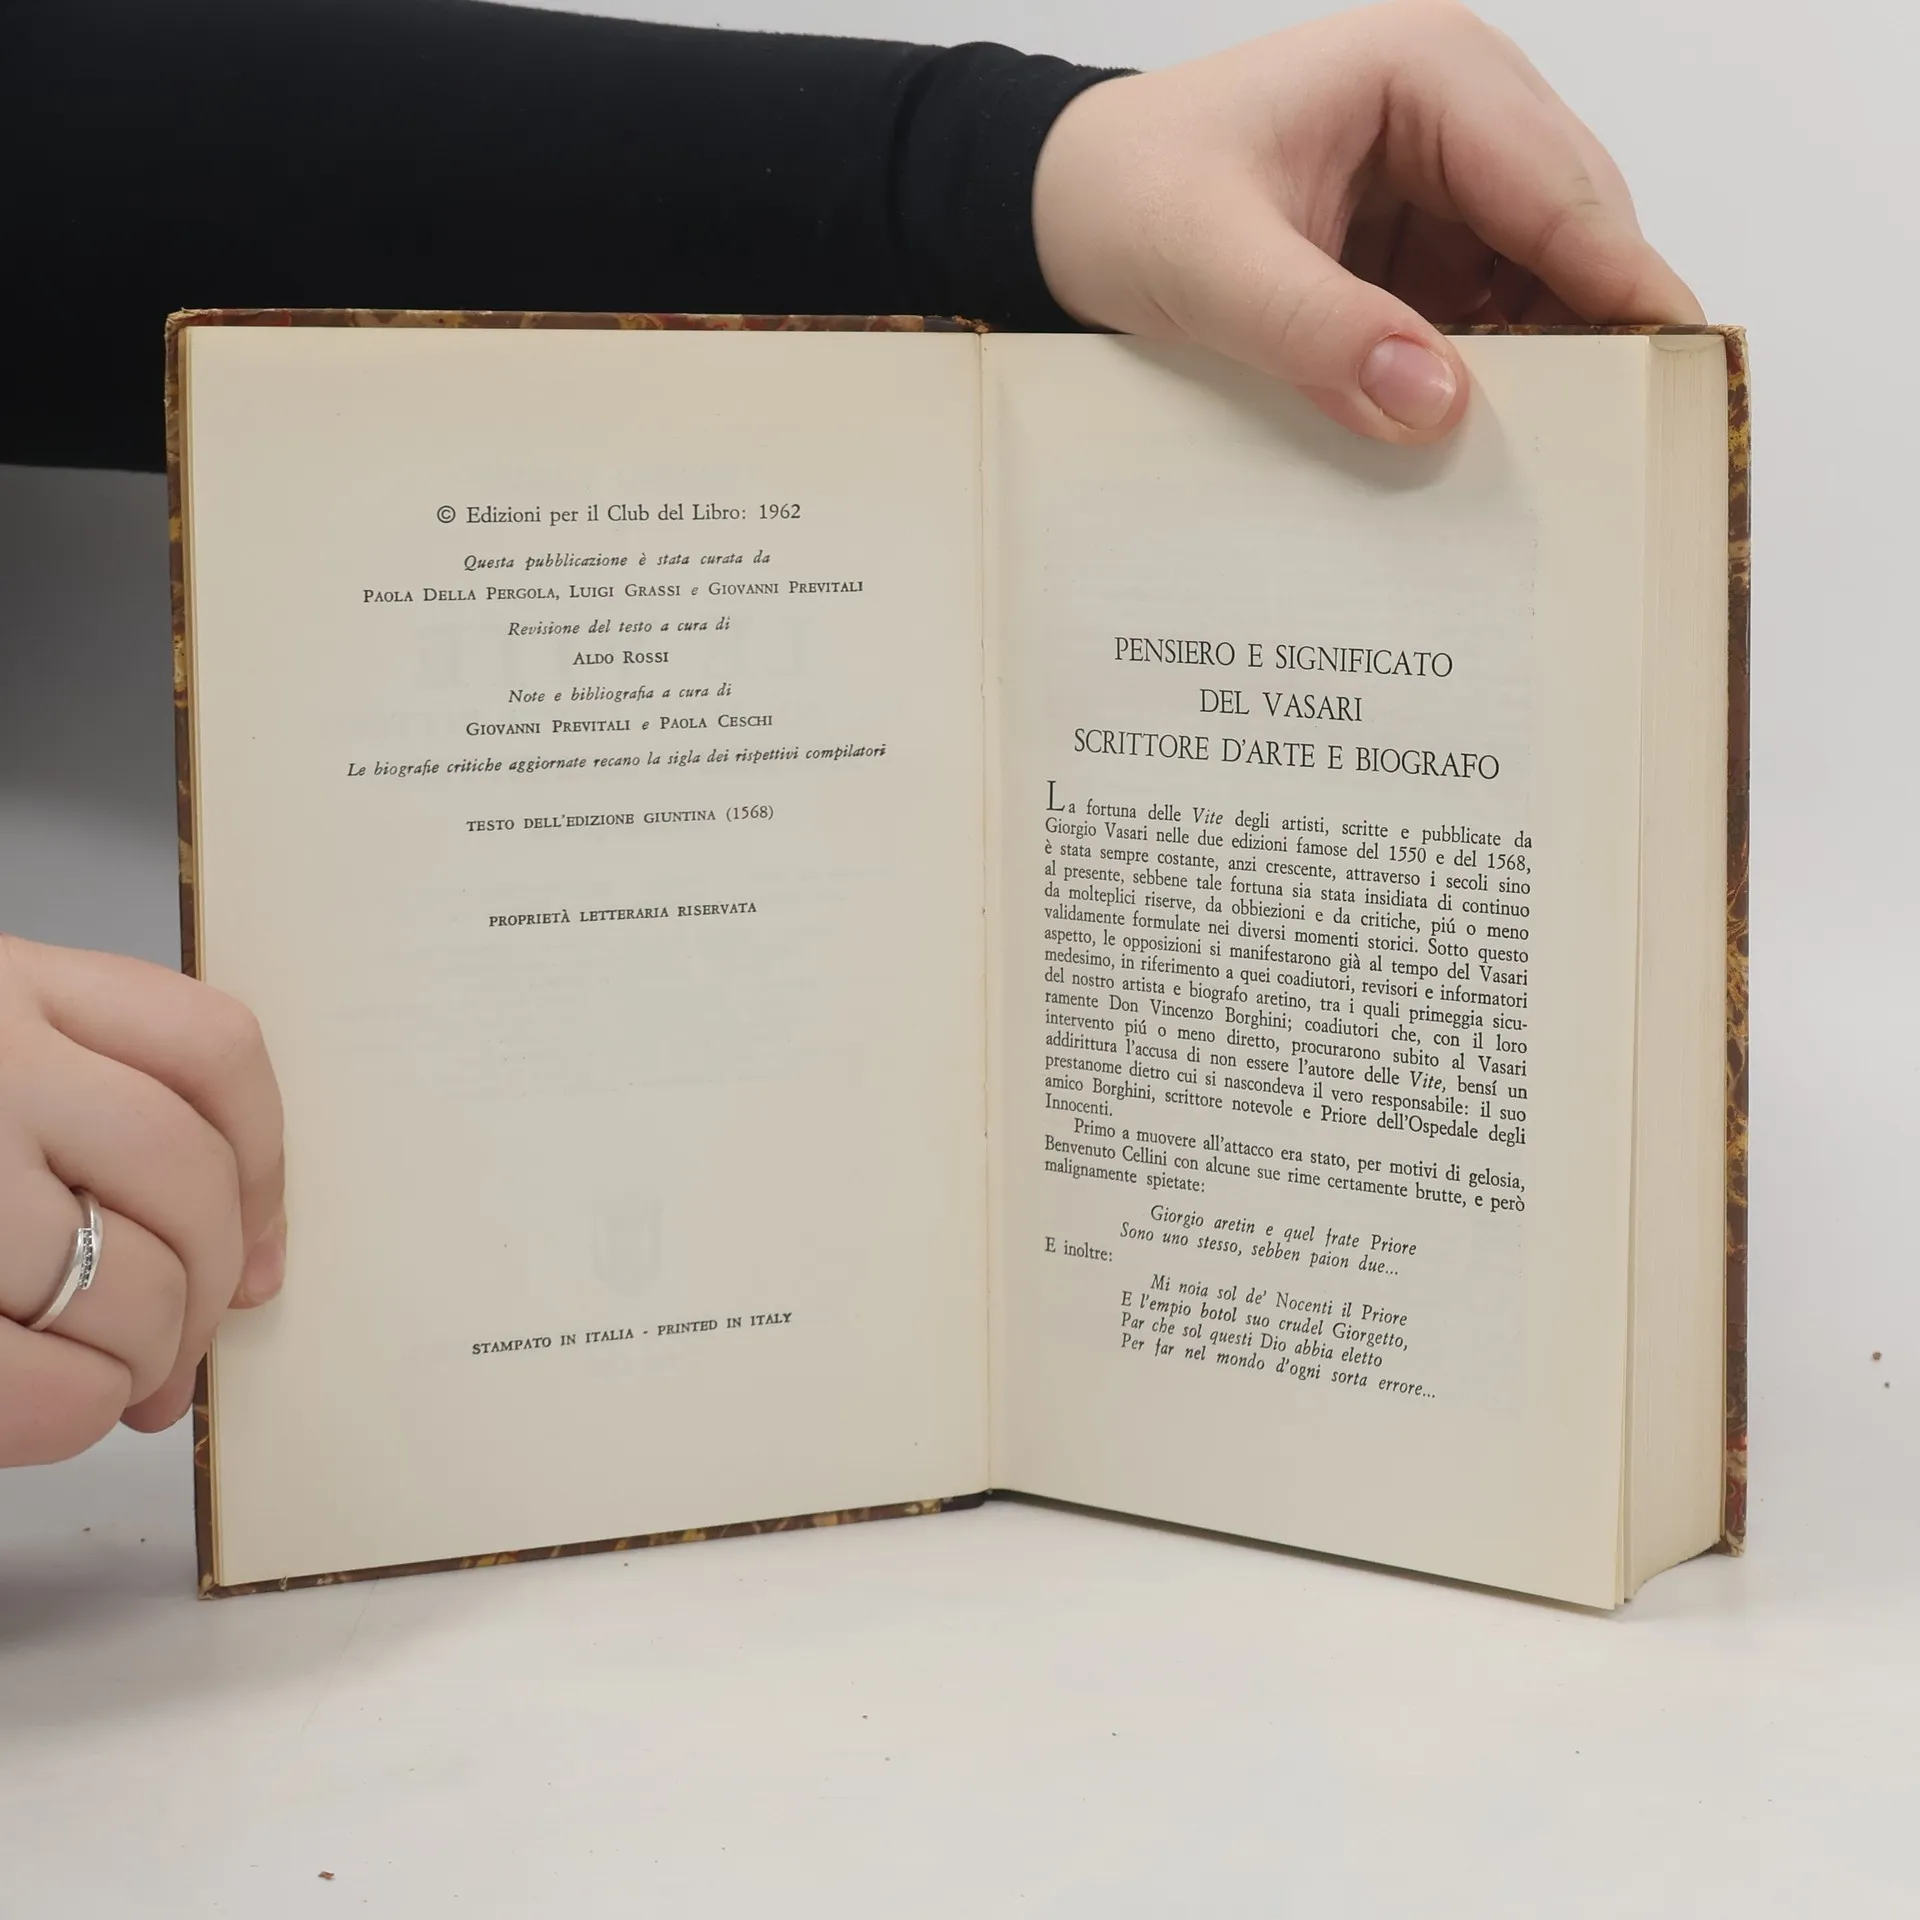 © Edizioni per il Club del Libro: 1962
Questa pubblicazione è stata curata da
PAOLA DELLA PERGOLA, LUIGI GRASSI e GIOVANNI PREVITALI
Revisione del testo a cura di
ALDO ROSSI
Note e bibliografia a cura di
GIOVANNI PREVITALI e PAOLA CESCHI
Le biografie critiche aggiornate recano la sigla dei rispettivi compilatori
TESTO DELL'EDIZIONE GIUNTINA (1568)
PROPRIETÀ LETTERARIA RISERVATA
STAMPATO IN ITALIA - PRINTED IN ITALY
PENSIERO E SIGNIFICATO
DEL VASARI
SCRITTORE D'ARTE E BIOGRAFO
La fortuna delle Vite degli artisti, scritte e pubblicate da
Giorgio Vasari nelle due edizioni famose del 1550 e del 1568,
è stata sempre costante, anzi crescente, attraverso i secoli sino
al presente, sebbene tale fortuna sia stata insidiata di continuo
da molteplici riserve, da obbiezioni e da critiche, piú o meno
validamente formulate nei diversi momenti storici. Sotto questo
aspetto, le opposizioni si manifestarono già al tempo del Vasari
medesimo, in riferimento a quei coadiutori, revisori e informatori
del nostro artista e biografo aretino, tra i quali primeggia sicu-
ramente Don Vincenzo Borghini; coadiutori che, con il loro
intervento piú o meno diretto, procurarono subito al Vasari
addirittura l'accusa di non essere l'autore delle Vite, bensí un
prestanome dietro cui si nascondeva il vero responsabile: il suo
amico Borghini, scrittore notevole e Priore dell'Ospedale degli
Innocenti.
Primo a muovere all'attacco era stato, per motivi di gelosia,
Benvenuto Cellini con alcune sue rime certamente brutte, e però
malignamente spietate:
Giorgio aretin e quel frate Priore
Sono uno stesso, sebben paion due...
E inoltre:
Mi noia sol de' Nocenti il Priore
E l'empio botol suo crudel Giorgetto,
Par che sol questi Dio abbia eletto
Per far nel mondo d'ogni sorta errore...